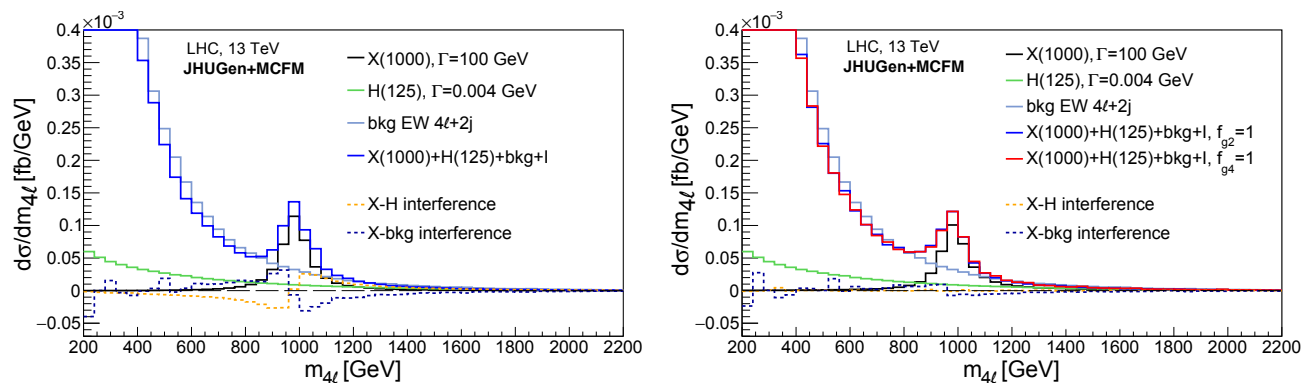 ×10⁻³
0.4
0.35
0.3
0.25
0.2
0.15
0.1
0.05
0
−0.05
dσ/dm4ℓ [fb/GeV]
LHC, 13 TeV
JHUGen+MCFM
X(1000), Γ=100 GeV
H(125), Γ=0.004 GeV
bkg EW 4ℓ+2j
X(1000)+H(125)+bkg+I
X-H interference
X-bkg interference
200 400 600 800 1000 1200 1400 1600 1800 2000 2200
m4ℓ [GeV]
×10⁻³
0.4
0.35
0.3
0.25
0.2
0.15
0.1
0.05
0
−0.05
dσ/dm4ℓ [fb/GeV]
LHC, 13 TeV
JHUGen+MCFM
X(1000), Γ=100 GeV
H(125), Γ=0.004 GeV
bkg EW 4ℓ+2j
X(1000)+H(125)+bkg+I, fg2=1
X(1000)+H(125)+bkg+I, fg4=1
X-H interference
X-bkg interference
200 400 600 800 1000 1200 1400 1600 1800 2000 2200
m4ℓ [GeV]